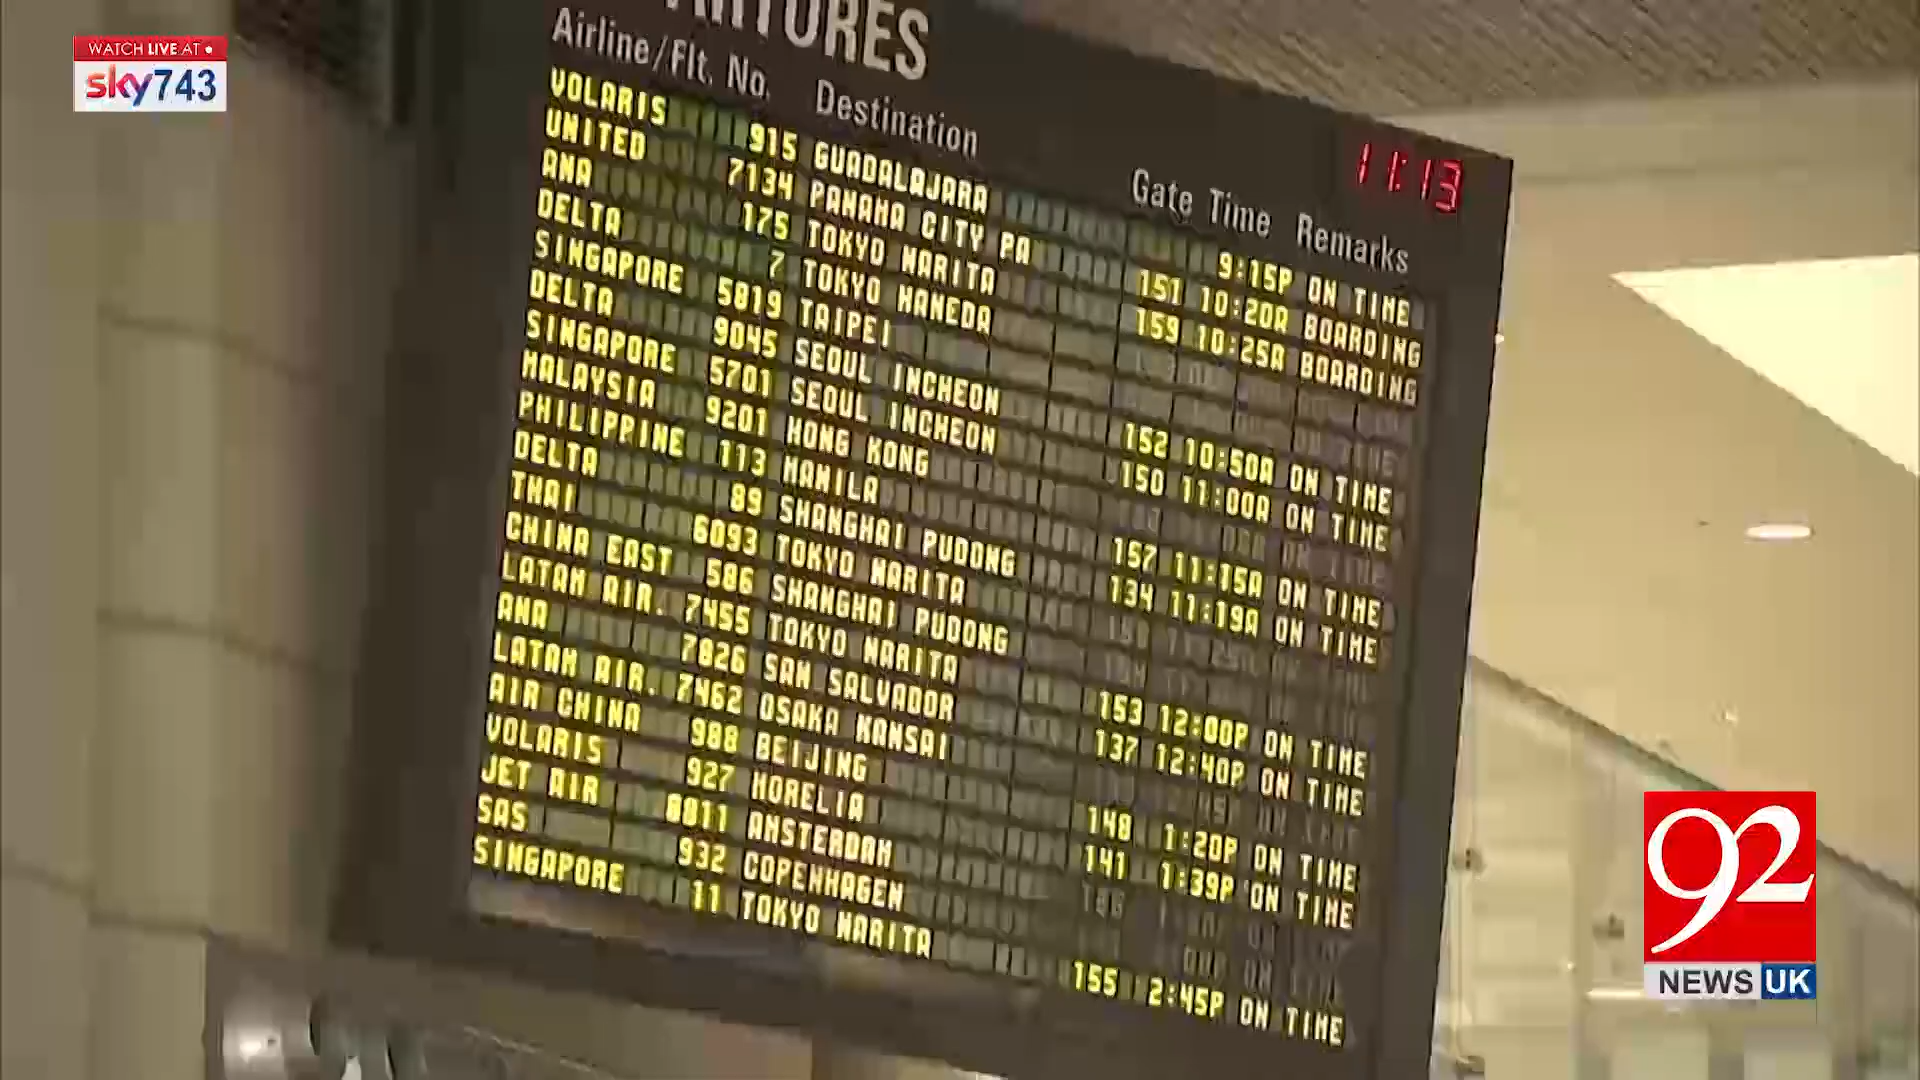 WATCH LIVE AT
sky743
RTURES
11:13
Airline/Flt. No. Destination Gate Time Remarks
VOLARIS 915 GUADALAJARA 9:15P ON TIME
UNITED 7134 PANAMA CITY PA 151 10:20A BOARDING
ANA 175 TOKYO NARITA 159 10:25A BOARDING
DELTA 7 TOKYO HANEDA
SINGAPORE 5819 TAIPEI
DELTA 9045 SEOUL INCHEON 152 10:50A ON TIME
SINGAPORE 5701 SEOUL INCHEON 150 11:00A ON TIME
MALAYSIA 9201 HONG KONG
PHILIPPINE 113 MANILA 157 11:15A ON TIME
DELTA 89 SHANGHAI PUDONG 134 11:19A ON TIME
THAI 6093 TOKYO NARITA
CHINA EAST 586 SHANGHAI PUDONG
LATAM AIR. 7455 TOKYO NARITA 153 12:00P ON TIME
ANA 7826 SAN SALVADOR 137 12:40P ON TIME
LATAM AIR. 7462 OSAKA KANSAI
AIR CHINA 988 BEIJING 148 1:20P ON TIME
VOLARIS 927 MORELIA 141 1:39P ON TIME
JET AIR 8011 AMSTERDAM
SAS 932 COPENHAGEN
SINGAPORE 11 TOKYO NARITA 155 2:45P ON TIME
92
NEWS UK